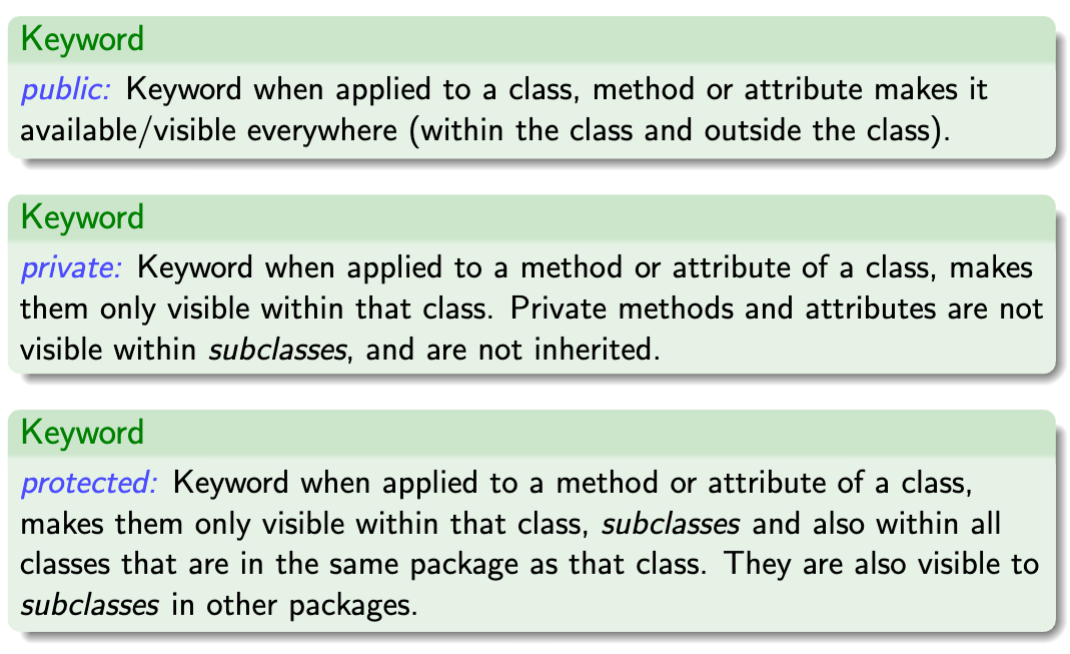 Keyword
public: Keyword when applied to a class, method or attribute makes it
available/visible everywhere (within the class and outside the class).
Keyword
private: Keyword when applied to a method or attribute of a class, makes
them only visible within that class. Private methods and attributes are not
visible within subclasses, and are not inherited.
Keyword
protected: Keyword when applied to a method or attribute of a class,
makes them only visible within that class, subclasses and also within all
classes that are in the same package as that class. They are also visible to
subclasses in other packages.